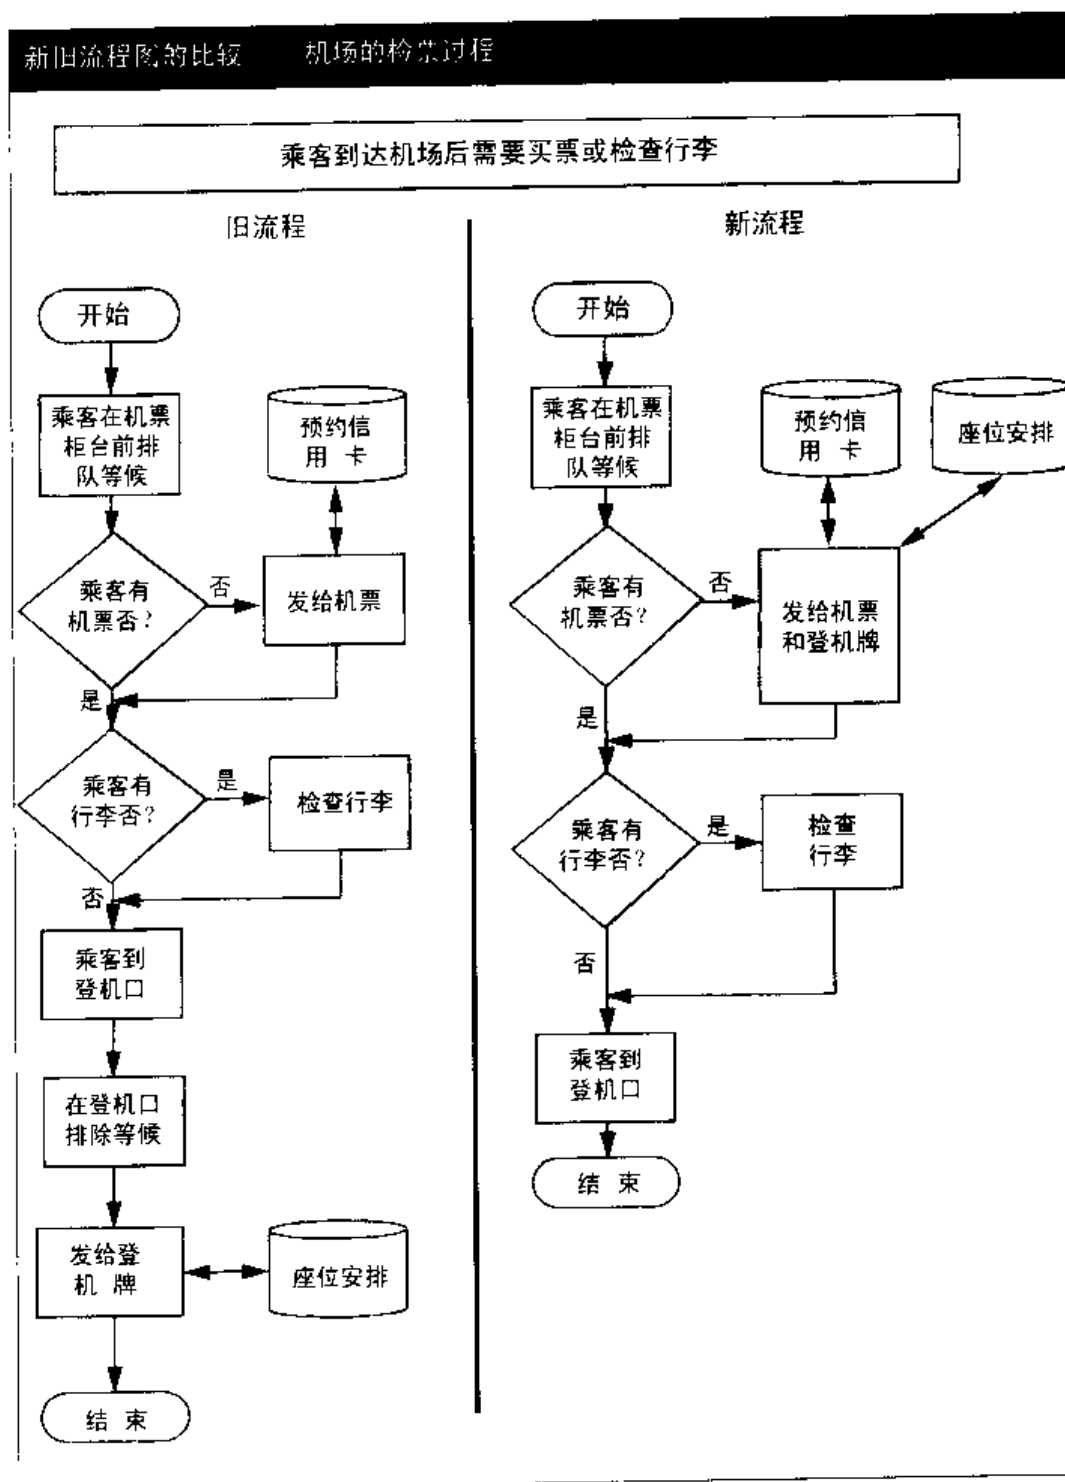 新旧流程图的比较 机场的检票过程
乘客到达机场后需要买票或检查行李
旧流程
开始
乘客在机票
柜台前排
队等候
预约信
用 卡
乘客有
机票否?
否
发给机票
是
乘客有
行李否?
是
检查行李
否
乘客到
登机口
在登机口
排除等候
发给登
机 牌
座位安排
结 束
新流程
开始
乘客在机票
柜台前排
队等候
预约信
用 卡
座位安排
乘客有
机票否?
否
发给机票
和登机牌
是
乘客有
行李否?
是
检查
行李
否
乘客到
登机口
结 束